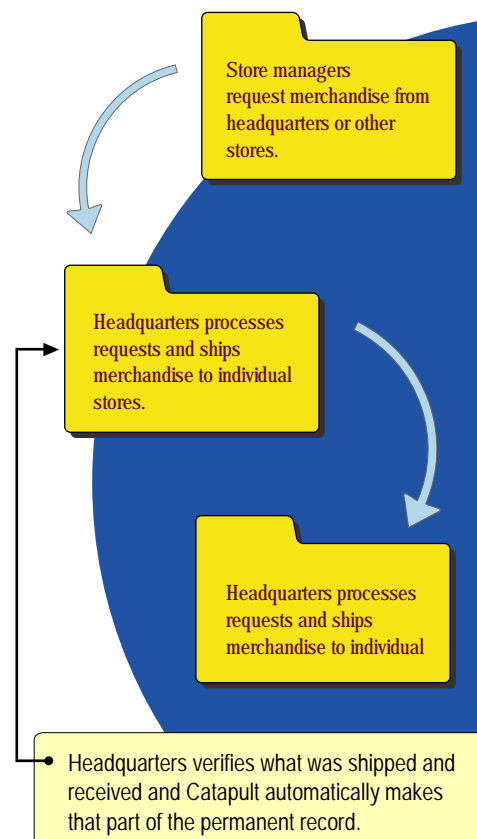 Store managers
request merchandise from
headquarters or other
stores.
Headquarters processes
requests and ships
merchandise to individual
stores.
Headquarters processes
requests and ships
merchandise to individual
Headquarters verifies what was shipped and
received and Catapult automatically makes
that part of the permanent record.